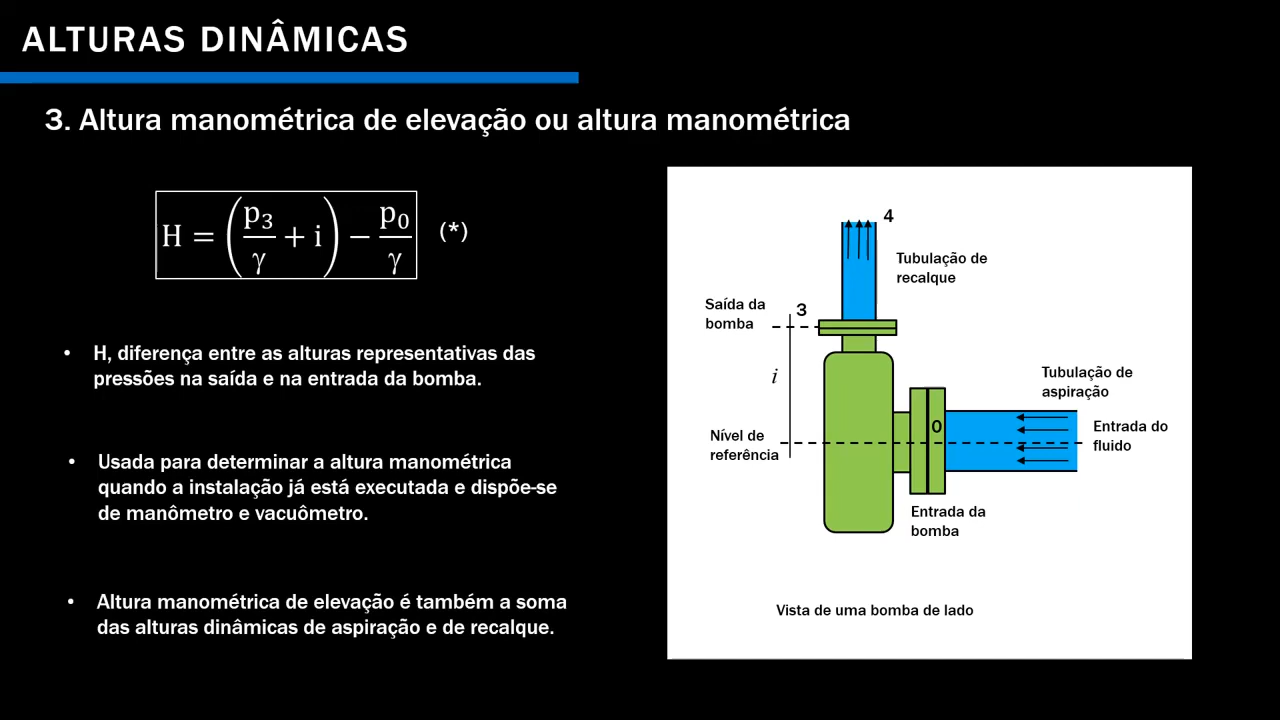 ALTURAS DINÂMICAS
3. Altura manométrica de elevação ou altura manométrica
H = (p₃/γ + i) − p₀/γ (*)
• H, diferença entre as alturas representativas das
pressões na saída e na entrada da bomba.
• Usada para determinar a altura manométrica
quando a instalação já está executada e dispõe-se
de manômetro e vacuômetro.
• Altura manométrica de elevação é também a soma
das alturas dinâmicas de aspiração e de recalque.
4
Tubulação de
recalque
Saída da
bomba
3
i
Tubulação de
aspiração
Nível de
referência
0
Entrada do
fluido
Entrada da
bomba
Vista de uma bomba de lado